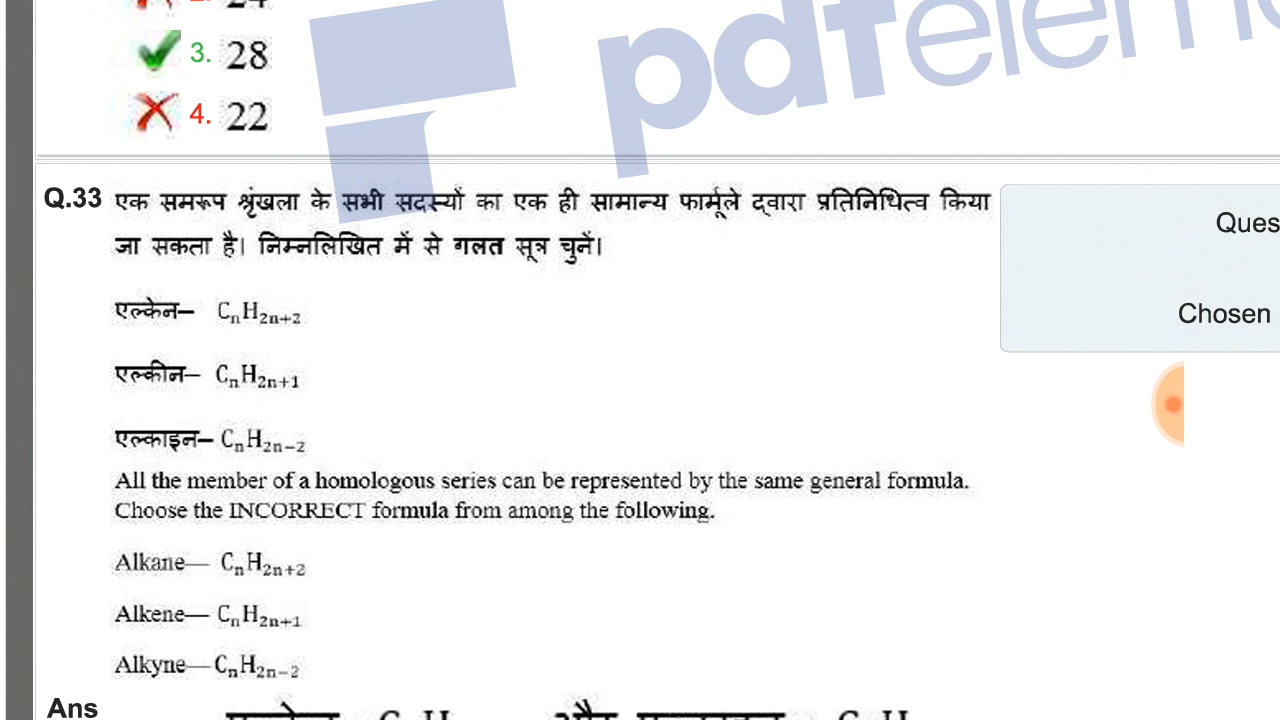 3. 28
4. 22
pdfelem
Q.33 एक समरूप श्रृंखला के सभी सदस्यों का एक ही सामान्य फार्मूले द्वारा प्रतिनिधित्व किया
जा सकता है। निम्नलिखित में से गलत सूत्र चुनें।
Ques
Chosen
एल्केन– CₙH₂ₙ₊₂
एल्कीन– CₙH₂ₙ₊₁
एल्काइन– CₙH₂ₙ₋₂
All the member of a homologous series can be represented by the same general formula.
Choose the INCORRECT formula from among the following.
Alkane— CₙH₂ₙ₊₂
Alkene— CₙH₂ₙ₊₁
Alkyne— CₙH₂ₙ₋₂
Ans